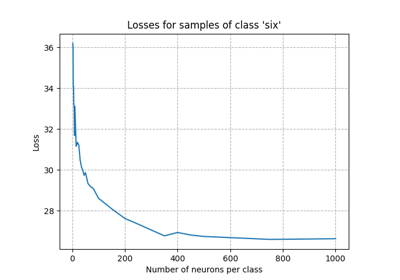 Losses for samples of class 'six'
36
34
32
30
28
Loss
0 200 400 600 800 1000
Number of neurons per class